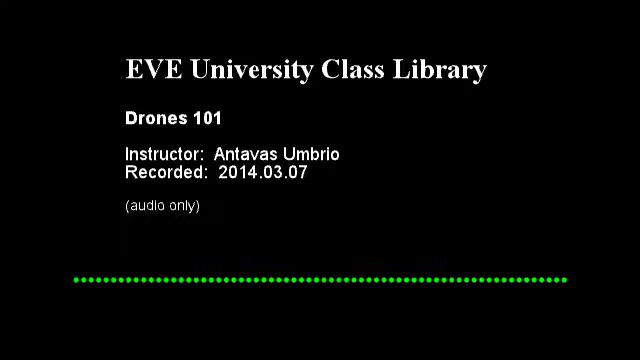 EVE University Class Library
Drones 101
Instructor: Antavas Umbrio
Recorded: 2014.03.07
(audio only)